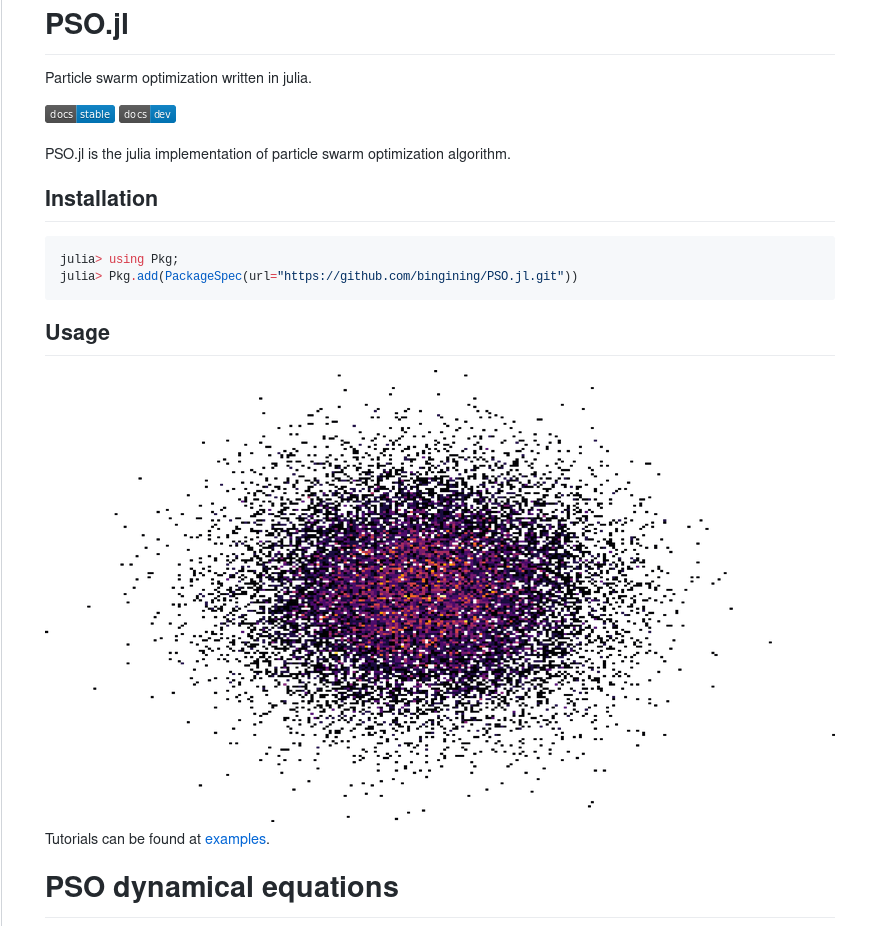 PSO.jl
Particle swarm optimization written in julia.
docs stable docs dev
PSO.jl is the julia implementation of particle swarm optimization algorithm.
Installation
julia> using Pkg;
julia> Pkg.add(PackageSpec(url="https://github.com/bingining/PSO.jl.git"))
Usage
Tutorials can be found at examples.
PSO dynamical equations